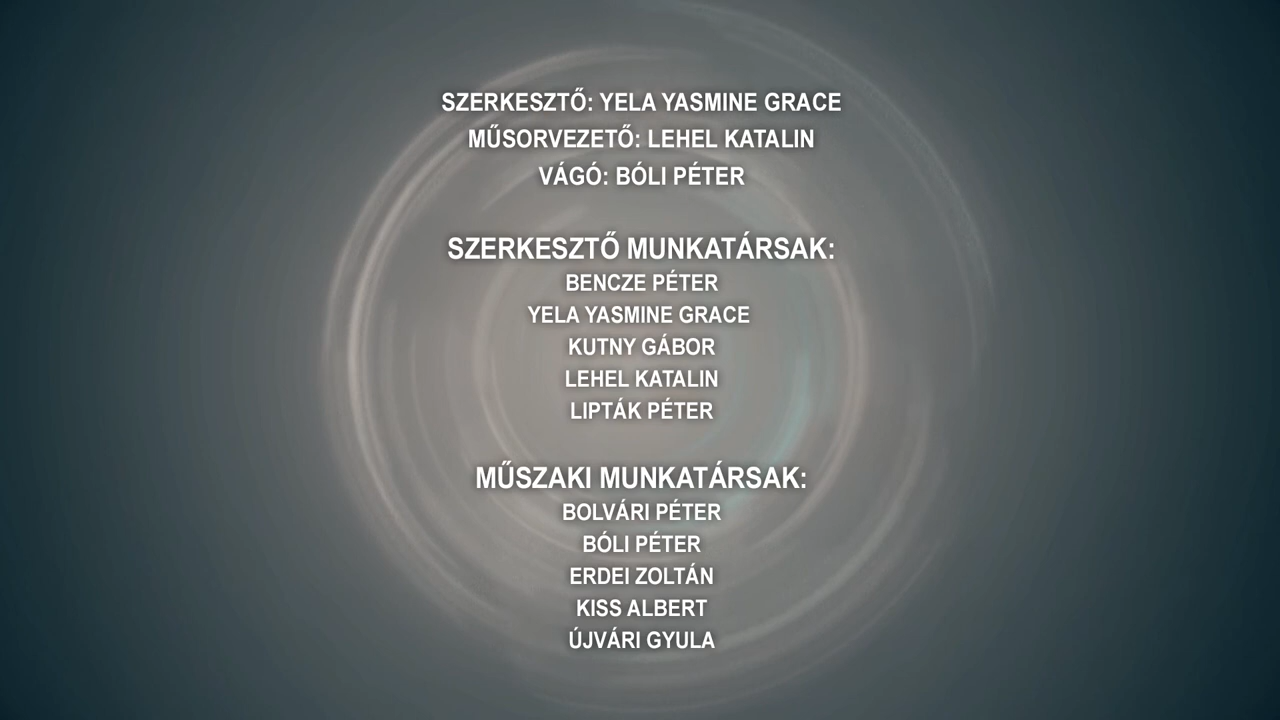 SZERKESZTŐ: YELA YASMINE GRACE
MŰSORVEZETŐ: LEHEL KATALIN
VÁGÓ: BÓLI PÉTER
SZERKESZTŐ MUNKATÁRSAK:
BENCZE PÉTER
YELA YASMINE GRACE
KUTNY GÁBOR
LEHEL KATALIN
LIPTÁK PÉTER
MŰSZAKI MUNKATÁRSAK:
BOLVÁRI PÉTER
BÓLI PÉTER
ERDEI ZOLTÁN
KISS ALBERT
ÚJVÁRI GYULA